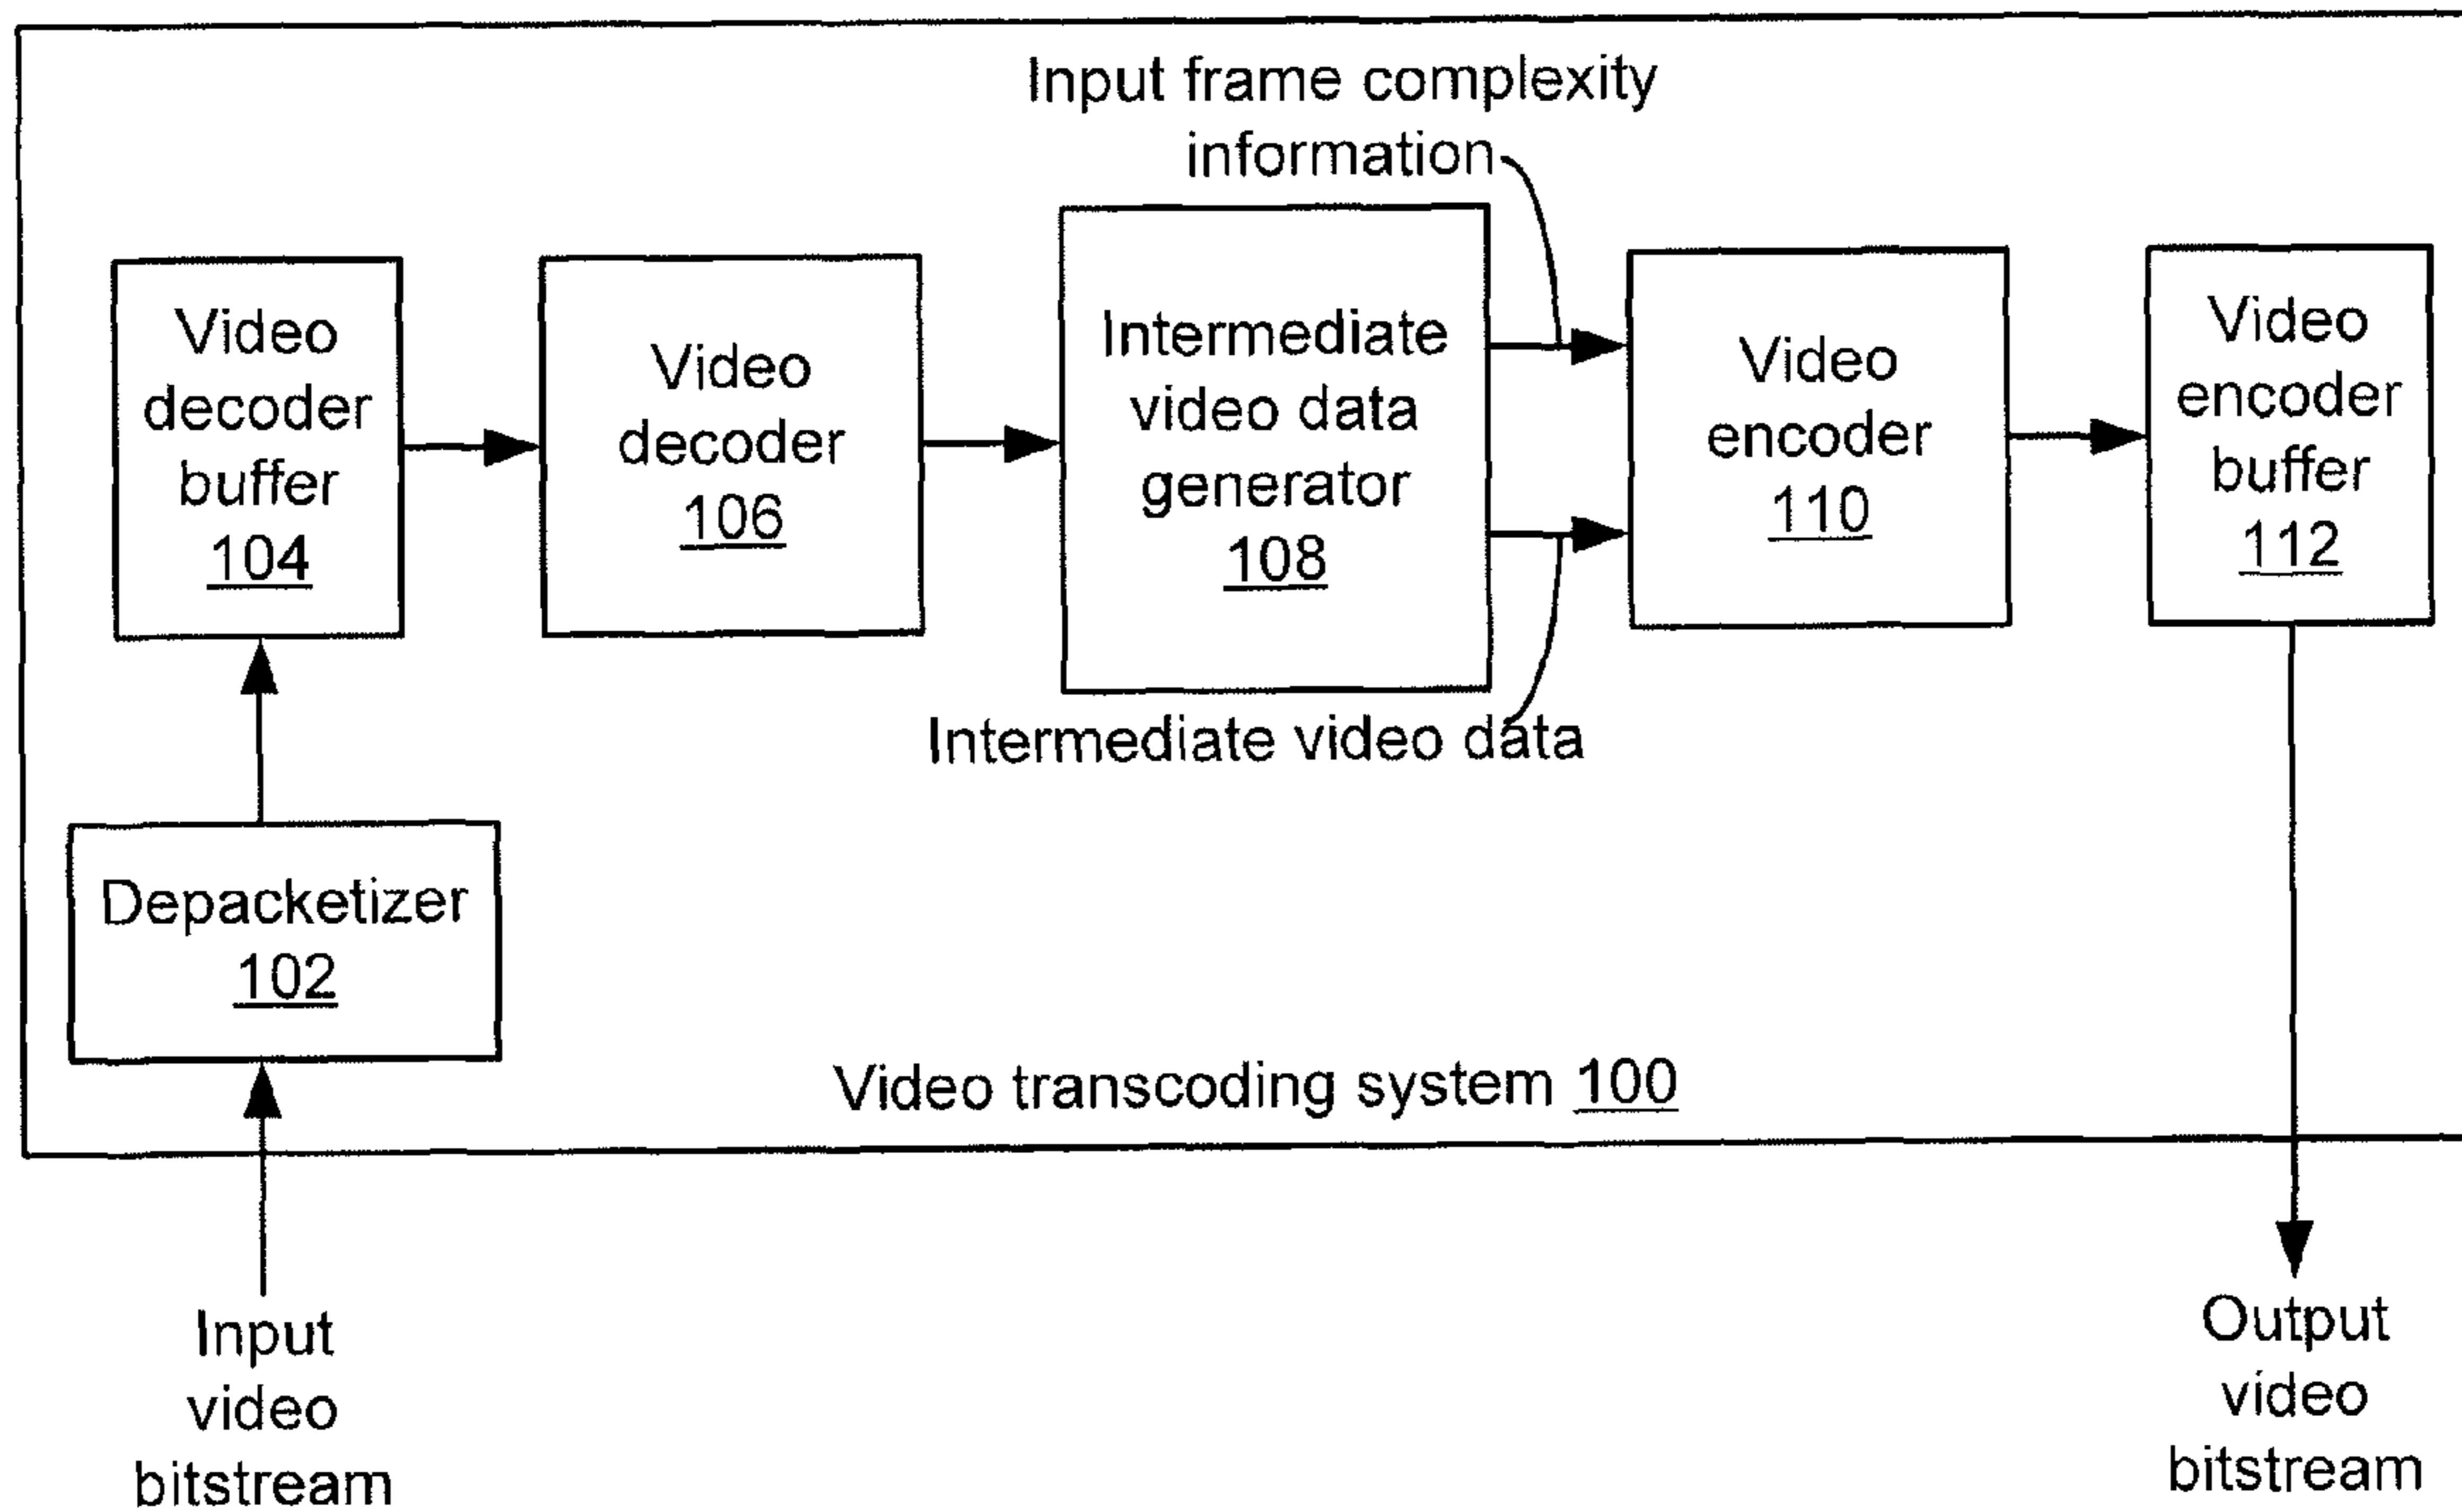 Input frame complexity
information
Video
decoder
buffer
104
Video
decoder
106
Intermediate
video data
generator
108
Video
encoder
110
Video
encoder
buffer
112
Intermediate video data
Depacketizer
102
Video transcoding system 100
Input
video
bitstream
Output
video
bitstream